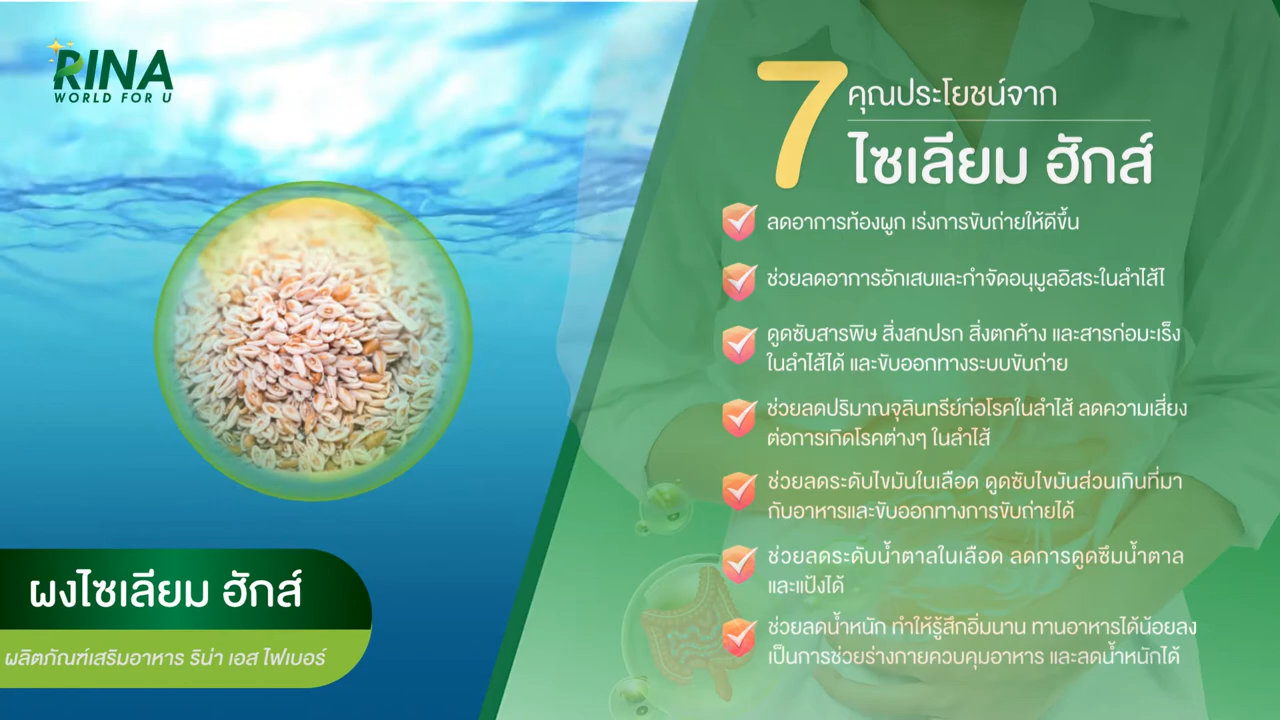 RINA
WORLD FOR U
7
คุณประโยชน์จาก
ไซเลียม ฮักส์
ลดอาการท้องผูก เร่งการขับถ่ายให้ดีขึ้น
ช่วยลดอาการอักเสบและกำจัดอนุมูลอิสระในลำไส้ไ
ดูดซับสารพิษ สิ่งสกปรก สิ่งตกค้าง และสารก่อมะเร็ง
ในลำไส้ได้ และขับออกทางระบบขับถ่าย
ช่วยลดปริมาณจุลินทรีย์ก่อโรคในลำไส้ ลดความเสี่ยง
ต่อการเกิดโรคต่างๆ ในลำไส้
ช่วยลดระดับไขมันในเลือด ดูดซับไขมันส่วนเกินที่มา
กับอาหารและขับออกทางการขับถ่ายได้
ช่วยลดระดับน้ำตาลในเลือด ลดการดูดซึมน้ำตาล
และแป้งได้
ช่วยลดน้ำหนัก ทำให้รู้สึกอิ่มนาน ทานอาหารได้น้อยลง
เป็นการช่วยร่างกายควบคุมอาหาร และลดน้ำหนักได้
ผงไซเลียม ฮักส์
ผลิตภัณฑ์เสริมอาหาร ริน่า เอส ไฟเบอร์